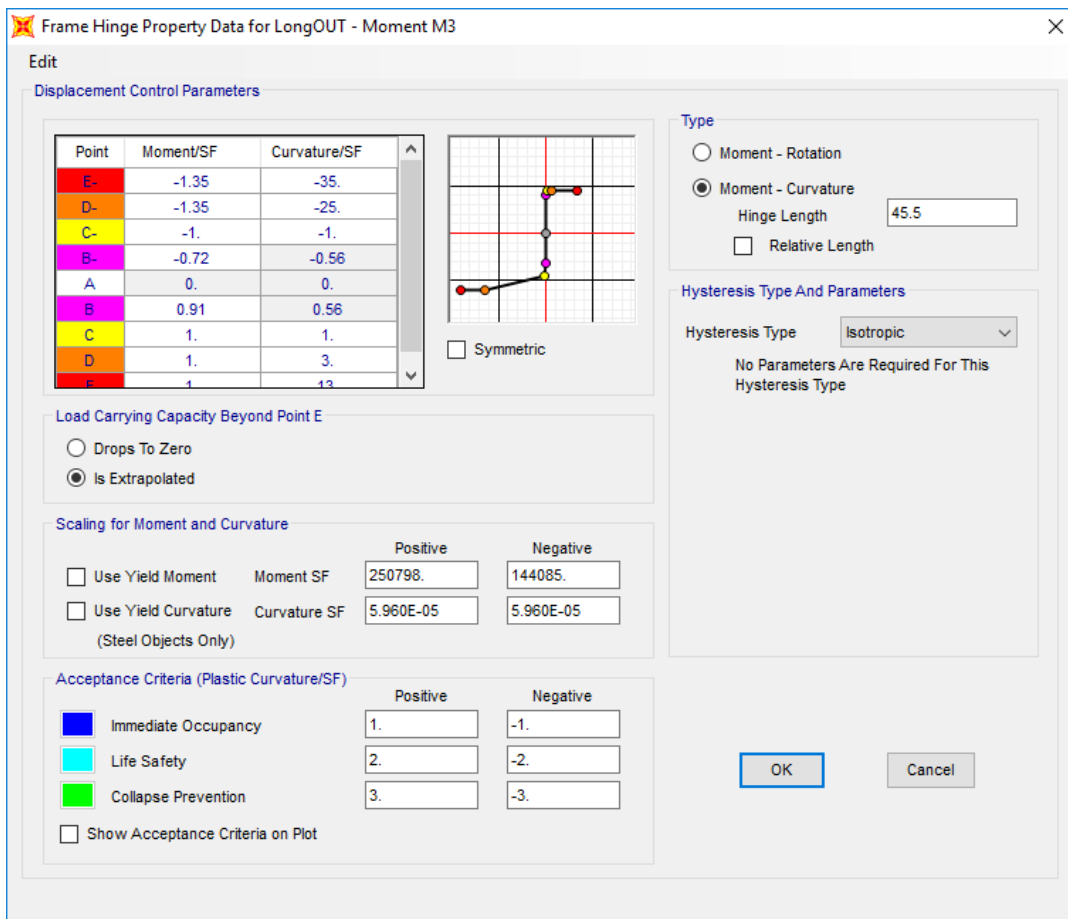 Frame Hinge Property Data for LongOUT - Moment M3
Edit
Displacement Control Parameters
Point Moment/SF Curvature/SF
E- -1.35 -35.
D- -1.35 -25.
C- -1. -1.
B- -0.72 -0.56
A 0. 0.
B 0.91 0.56
C 1. 1.
D 1. 3.
E 1. 13.
Symmetric
Load Carrying Capacity Beyond Point E
Drops To Zero
Is Extrapolated
Scaling for Moment and Curvature
Positive Negative
Use Yield Moment Moment SF 250798. 144085.
Use Yield Curvature Curvature SF 5.960E-05 5.960E-05
(Steel Objects Only)
Acceptance Criteria (Plastic Curvature/SF)
Positive Negative
Immediate Occupancy 1. -1.
Life Safety 2. -2.
Collapse Prevention 3. -3.
Show Acceptance Criteria on Plot
Type
Moment - Rotation
Moment - Curvature
Hinge Length 45.5
Relative Length
Hysteresis Type And Parameters
Hysteresis Type Isotropic
No Parameters Are Required For This
Hysteresis Type
OK Cancel